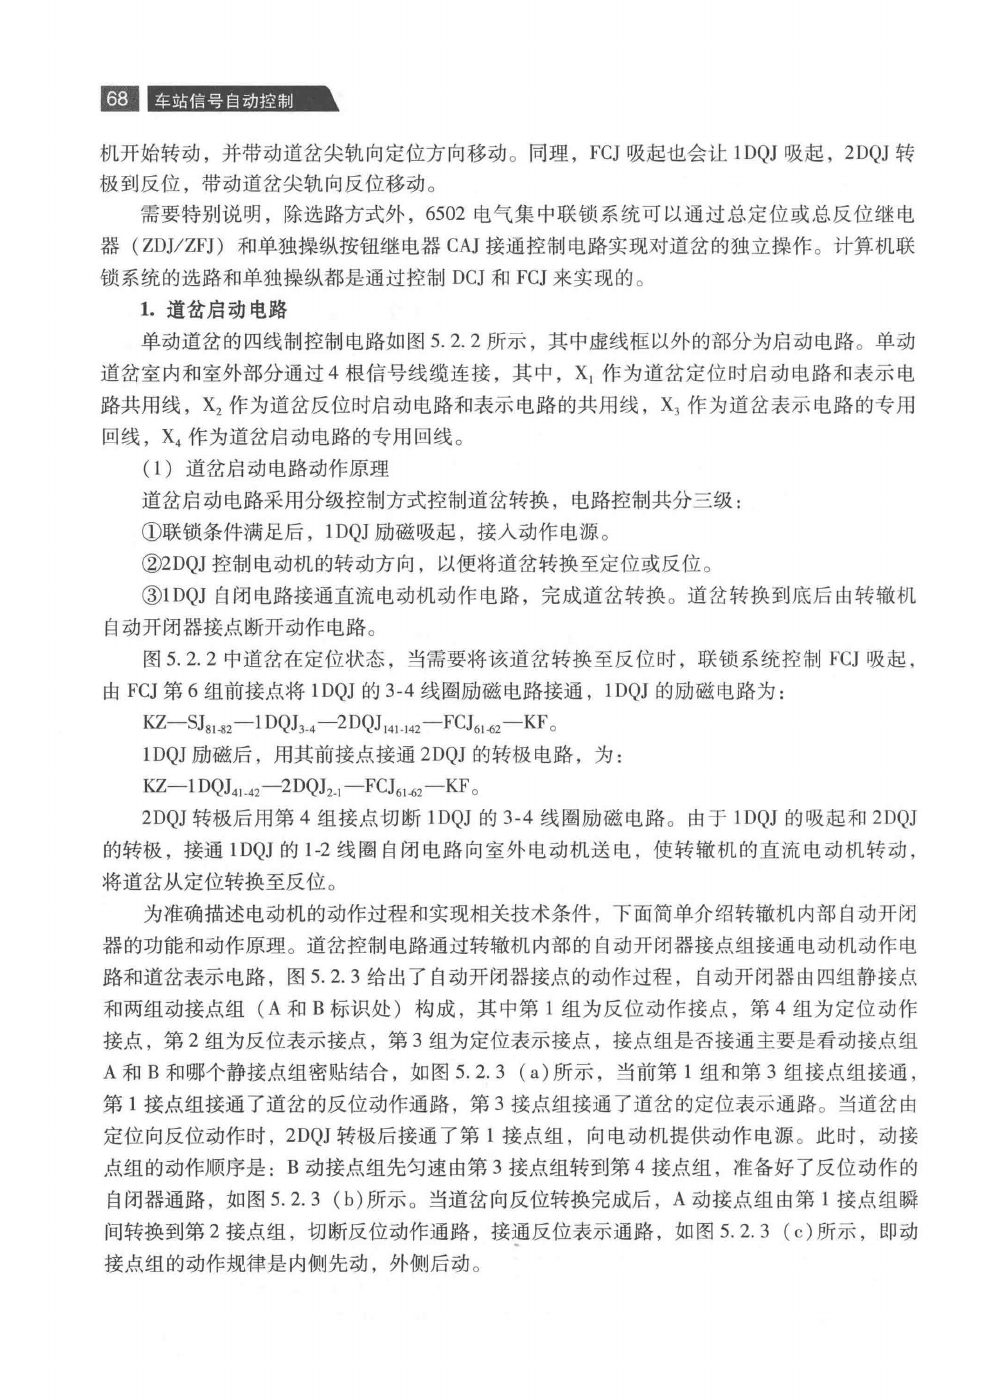 68 车站信号自动控制
机开始转动，并带动道岔尖轨向定位方向移动。同理，FCJ 吸起也会让 1DQJ 吸起，2DQJ 转
极到反位，带动道岔尖轨向反位移动。
需要特别说明，除选路方式外，6502 电气集中联锁系统可以通过总定位或总反位继电
器（ZDJ/ZFJ）和单独操纵按钮继电器 CAJ 接通控制电路实现对道岔的独立操作。计算机联
锁系统的选路和单独操纵都是通过控制 DCJ 和 FCJ 来实现的。
1. 道岔启动电路
单动道岔的四线制控制电路如图 5.2.2 所示，其中虚线框以外的部分为启动电路。单动
道岔室内和室外部分通过 4 根信号线缆连接，其中，X₁ 作为道岔定位时启动电路和表示电
路共用线，X₂ 作为道岔反位时启动电路和表示电路的共用线，X₃ 作为道岔表示电路的专用
回线，X₄ 作为道岔启动电路的专用回线。
（1）道岔启动电路动作原理
道岔启动电路采用分级控制方式控制道岔转换，电路控制共分三级：
①联锁条件满足后，1DQJ 励磁吸起，接入动作电源。
②2DQJ 控制电动机的转动方向，以便将道岔转换至定位或反位。
③1DQJ 自闭电路接通直流电动机动作电路，完成道岔转换。道岔转换到底后由转辙机
自动开闭器接点断开动作电路。
图 5.2.2 中道岔在定位状态，当需要将该道岔转换至反位时，联锁系统控制 FCJ 吸起，
由 FCJ 第 6 组前接点将 1DQJ 的 3-4 线圈励磁电路接通，1DQJ 的励磁电路为：
KZ—SJ₈₁₋₈₂—1DQJ₃₋₄—2DQJ₁₄₁₋₁₄₂—FCJ₆₁₋₆₂—KF。
1DQJ 励磁后，用其前接点接通 2DQJ 的转极电路，为：
KZ—1DQJ₄₁₋₄₂—2DQJ₂₋₁—FCJ₆₁₋₆₂—KF。
2DQJ 转极后用第 4 组接点切断 1DQJ 的 3-4 线圈励磁电路。由于 1DQJ 的吸起和 2DQJ
的转极，接通 1DQJ 的 1-2 线圈自闭电路向室外电动机送电，使转辙机的直流电动机转动，
将道岔从定位转换至反位。
为准确描述电动机的动作过程和实现相关技术条件，下面简单介绍转辙机内部自动开闭
器的功能和动作原理。道岔控制电路通过转辙机内部的自动开闭器接点组接通电动机动作电
路和道岔表示电路，图 5.2.3 给出了自动开闭器接点的动作过程，自动开闭器由四组静接点
和两组动接点组（A 和 B 标识处）构成，其中第 1 组为反位动作接点，第 4 组为定位动作
接点，第 2 组为反位表示接点，第 3 组为定位表示接点，接点组是否接通主要是看动接点组
A 和 B 和哪个静接点组密贴结合，如图 5.2.3（a）所示，当前第 1 组和第 3 组接点组接通，
第 1 接点组接通了道岔的反位动作通路，第 3 接点组接通了道岔的定位表示通路。当道岔由
定位向反位动作时，2DQJ 转极后接通了第 1 接点组，向电动机提供动作电源。此时，动接
点组的动作顺序是：B 动接点组先匀速由第 3 接点组转到第 4 接点组，准备好了反位动作的
自闭器通路，如图 5.2.3（b）所示。当道岔向反位转换完成后，A 动接点组由第 1 接点组瞬
间转换到第 2 接点组，切断反位动作通路，接通反位表示通路，如图 5.2.3（c）所示，即动
接点组的动作规律是内侧先动，外侧后动。